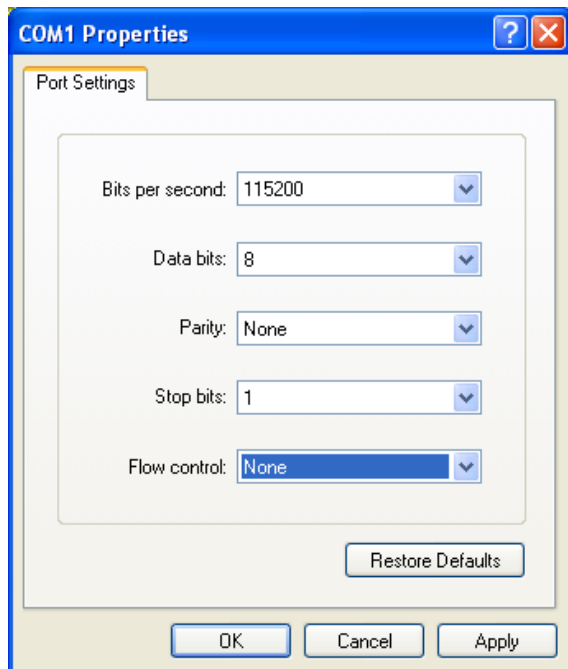 COM1 Properties
?
Port Settings
Bits per second: 115200
Data bits: 8
Parity: None
Stop bits: 1
Flow control: None
Restore Defaults
OK Cancel Apply